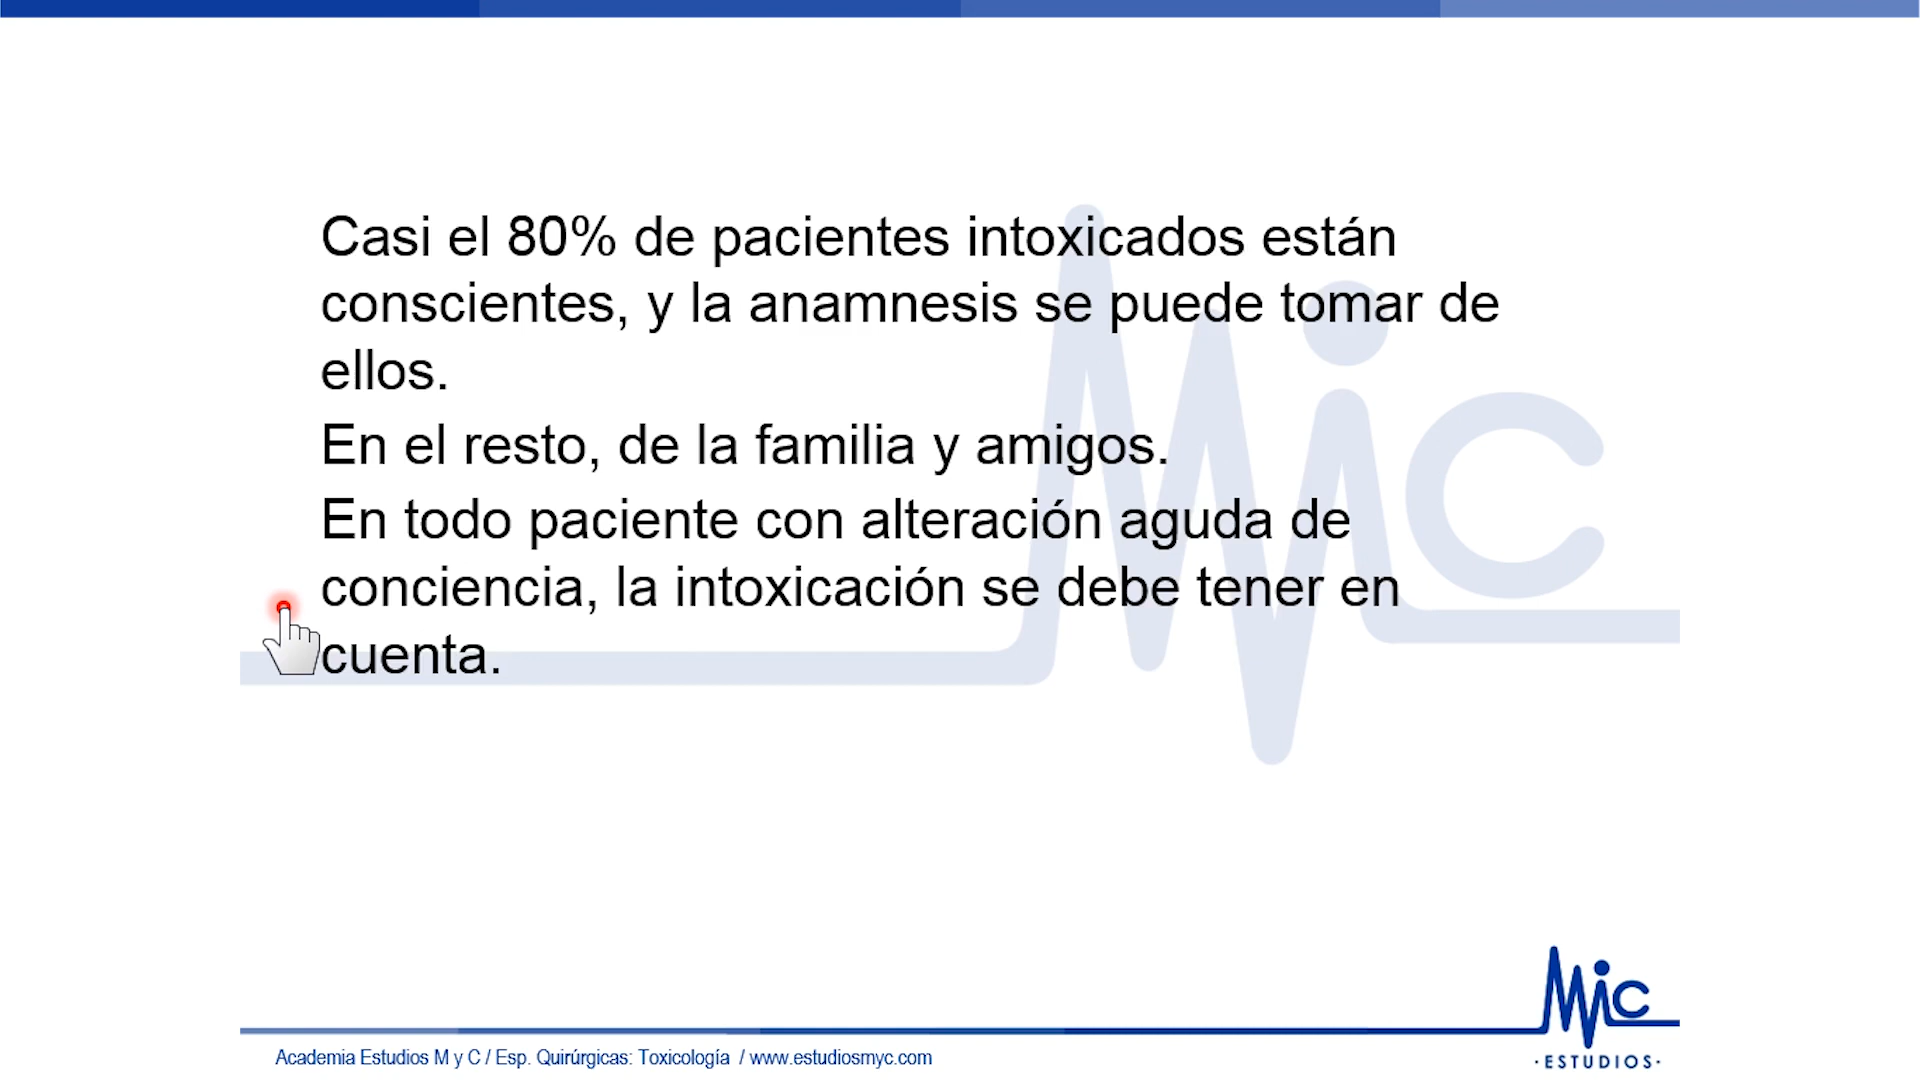 Casi el 80% de pacientes intoxicados están
conscientes, y la anamnesis se puede tomar de
ellos.
En el resto, de la familia y amigos.
En todo paciente con alteración aguda de
conciencia, la intoxicación se debe tener en
cuenta.
MiC
MiC
·ESTUDIOS·
Academia Estudios M y C / Esp. Quirúrgicas: Toxicología / www.estudiosmyc.com